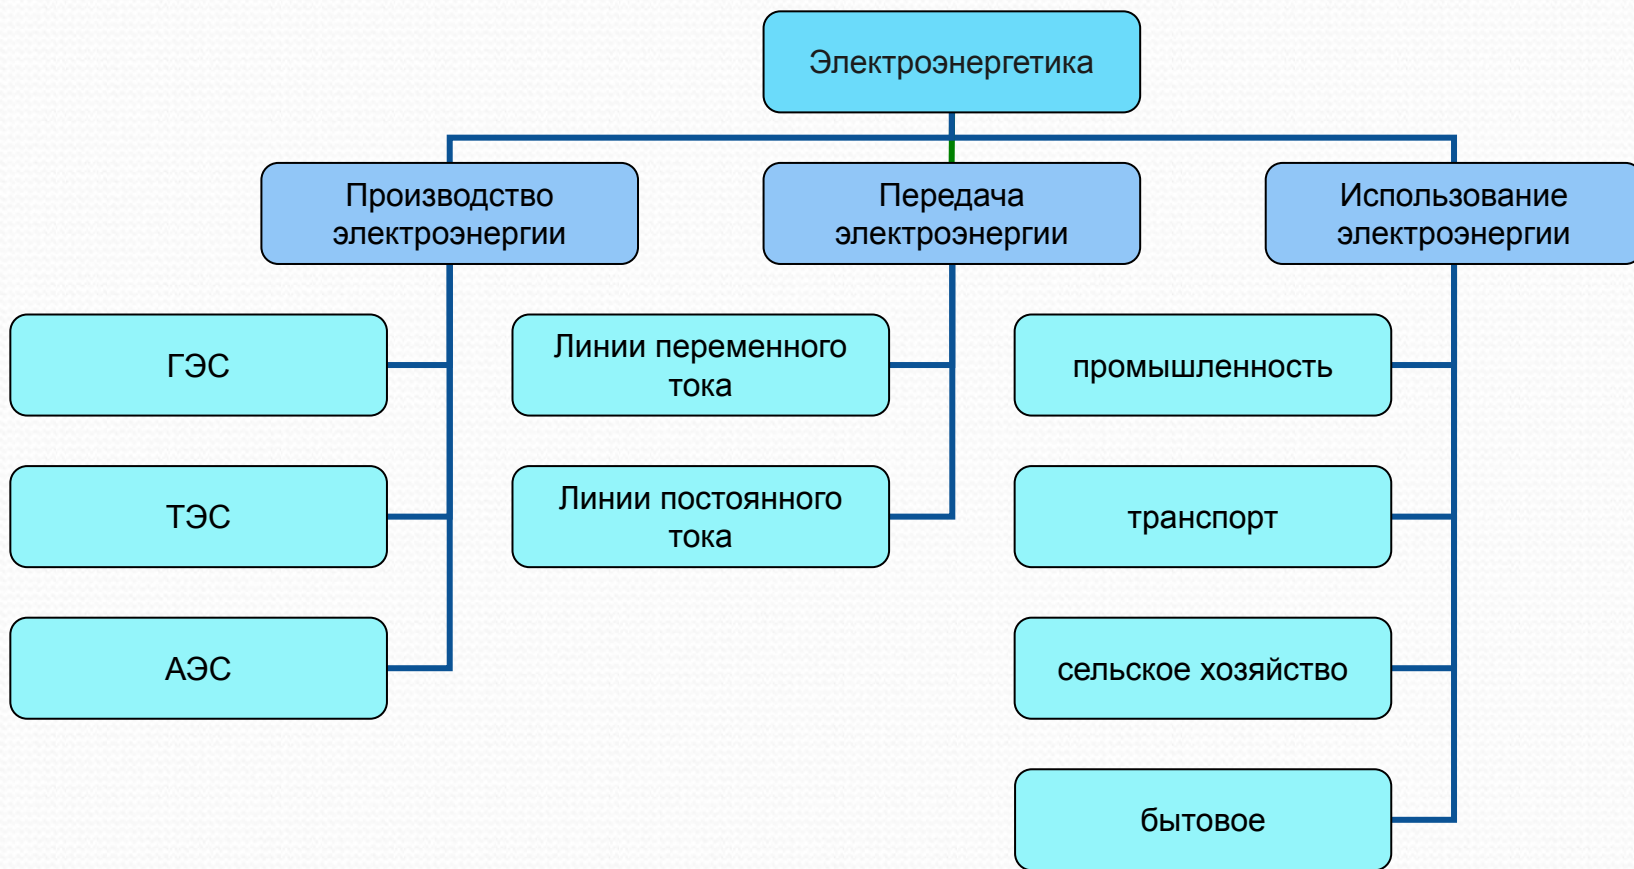 Электроэнергетика
Производство
электроэнергии
Передача
электроэнергии
Использование
электроэнергии
ГЭС
Линии переменного
тока
промышленность
ТЭС
Линии постоянного
тока
транспорт
АЭС
сельское хозяйство
бытовое